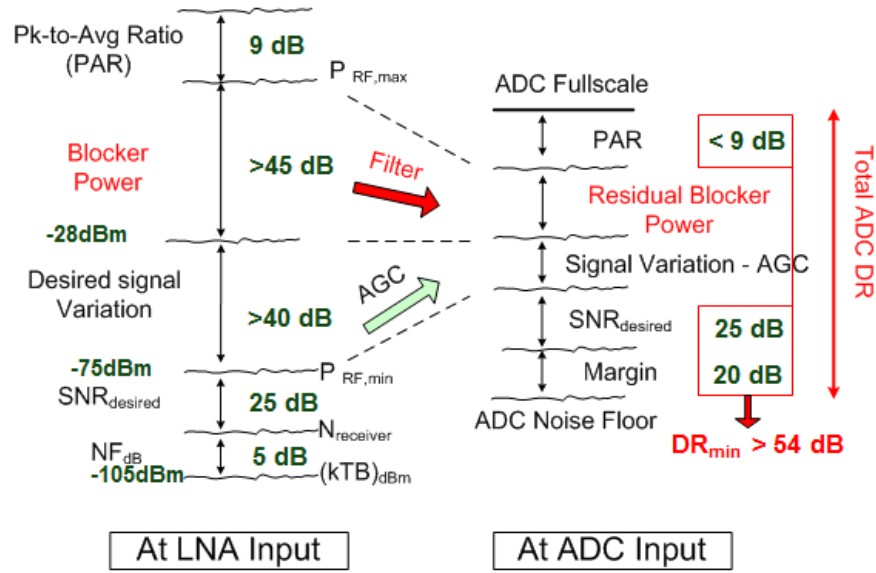 Pk-to-Avg Ratio
(PAR)
9 dB
P RF,max
Blocker
Power
>45 dB
Filter
-28dBm
Desired signal
Variation
>40 dB
AGC
-75dBm
P RF,min
SNRdesired
25 dB
Nreceiver
NFdB
5 dB
-105dBm
(kTB)dBm
At LNA Input
ADC Fullscale
PAR
< 9 dB
Residual Blocker
Power
Signal Variation - AGC
SNRdesired
25 dB
Margin
20 dB
ADC Noise Floor
DRmin > 54 dB
Total ADC DR
At ADC Input